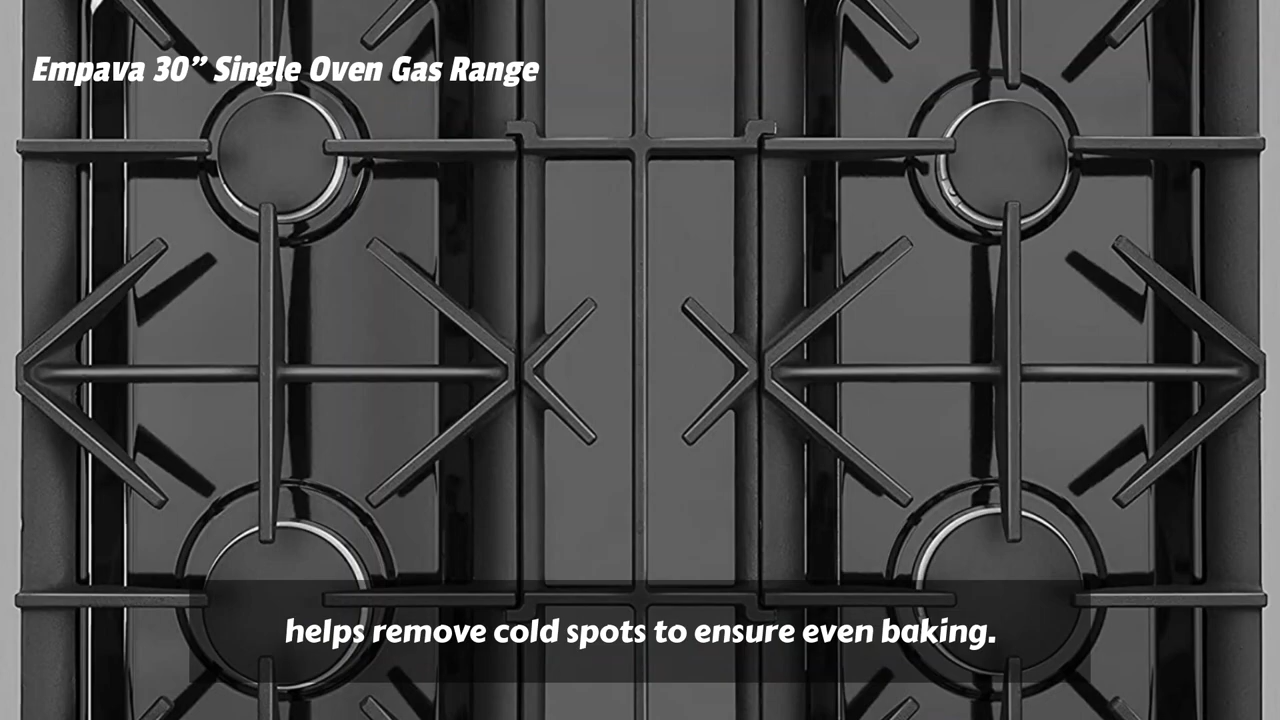 Empava 30” Single Oven Gas Range
helps remove cold spots to ensure even baking.